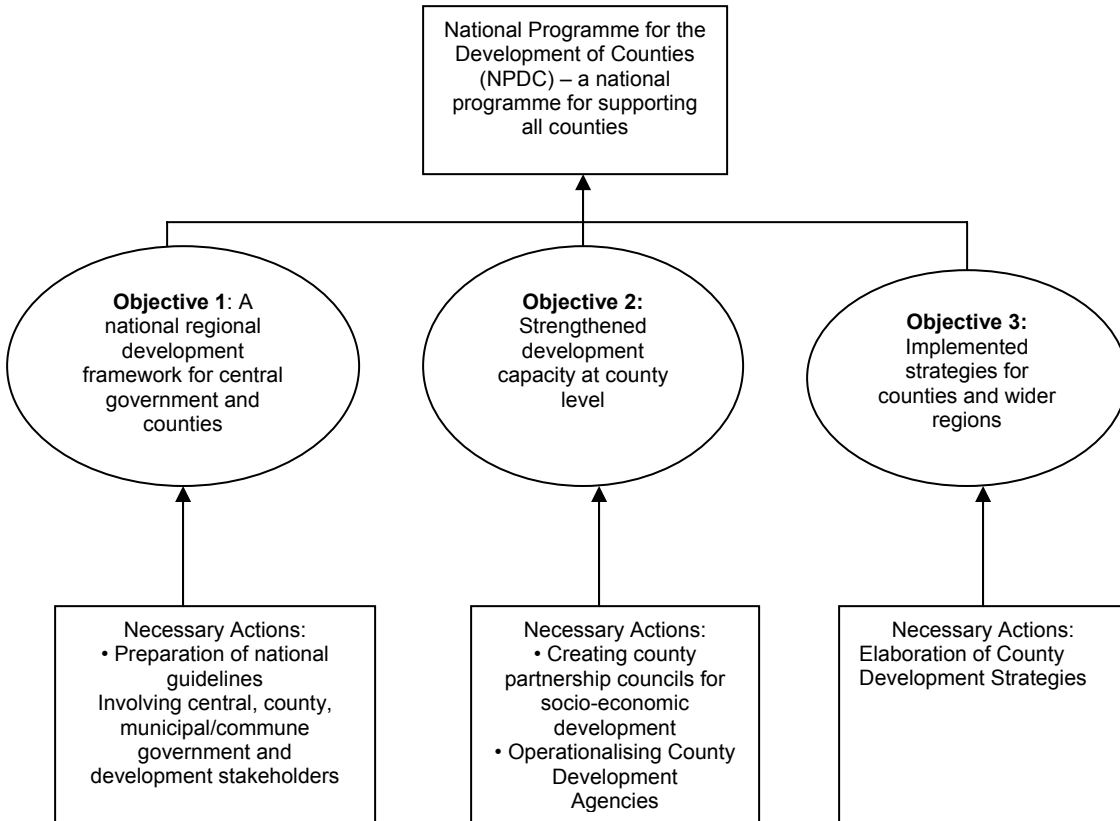 National Programme for the
Development of Counties
(NPDC) – a national
programme for supporting
all counties
Objective 1: A
national regional
development
framework for central
government and
counties
Objective 2:
Strengthened
development
capacity at county
level
Objective 3:
Implemented
strategies for
counties and wider
regions
Necessary Actions:
• Preparation of national
guidelines
Involving central, county,
municipal/commune
government and
development stakeholders
Necessary Actions:
• Creating county
partnership councils for
socio-economic
development
• Operationalising County
Development
Agencies
Necessary Actions:
Elaboration of County
Development Strategies